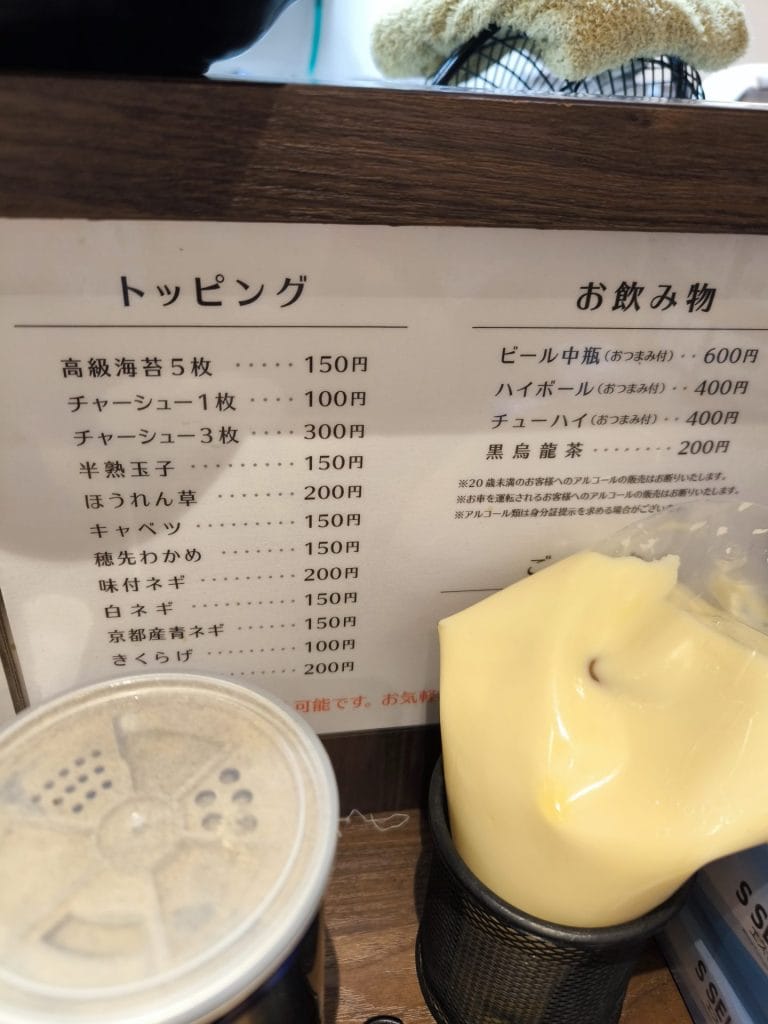 トッピング
高級海苔５枚 ····· 150円
チャーシュー１枚 ···· 100円
チャーシュー３枚 ···· 300円
半熟玉子 ········· 150円
ほうれん草 ········ 200円
キャベツ ·········· 150円
穂先わかめ ······· 150円
味付ネギ ········· 200円
白ネギ ··········· 150円
京都産青ネギ ······ 150円
きくらげ ·········· 100円
200円
可能です。お気軽
お飲み物
ビール中瓶(おつまみ付) ·· 600円
ハイボール(おつまみ付) ·· 400円
チューハイ(おつまみ付) ·· 400円
黒烏龍茶 ········ 200円
※20歳未満のお客様へのアルコールの販売はお断りいたします。
※お車を運転されるお客様へのアルコールの販売はお断りいたします。
※アルコール類は身分証提示を求める場合がござい
ご